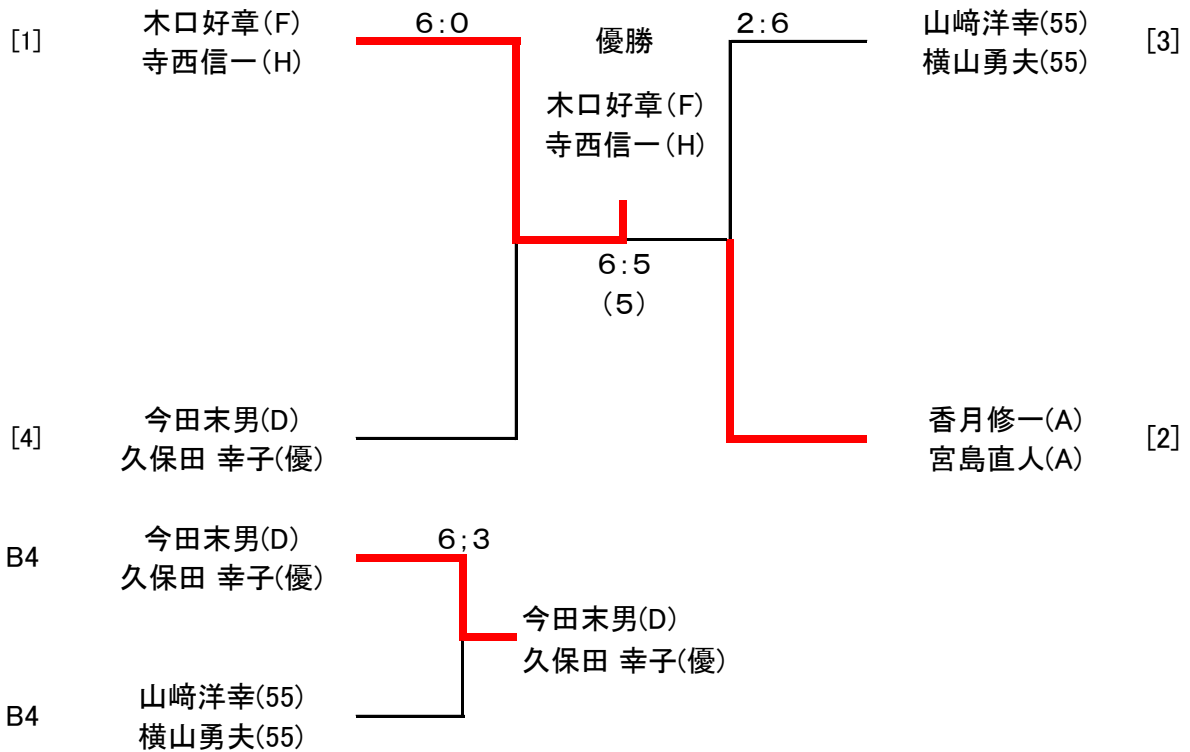 [1]
木口好章(F)
寺西信一(H)
6:0
優勝
2:6
山﨑洋幸(55)
横山勇夫(55)
[3]
木口好章(F)
寺西信一(H)
6:5
(5)
[4]
今田末男(D)
久保田 幸子(優)
香月修一(A)
宮島直人(A)
[2]
B4
今田末男(D)
久保田 幸子(優)
6;3
今田末男(D)
久保田 幸子(優)
B4
山﨑洋幸(55)
横山勇夫(55)